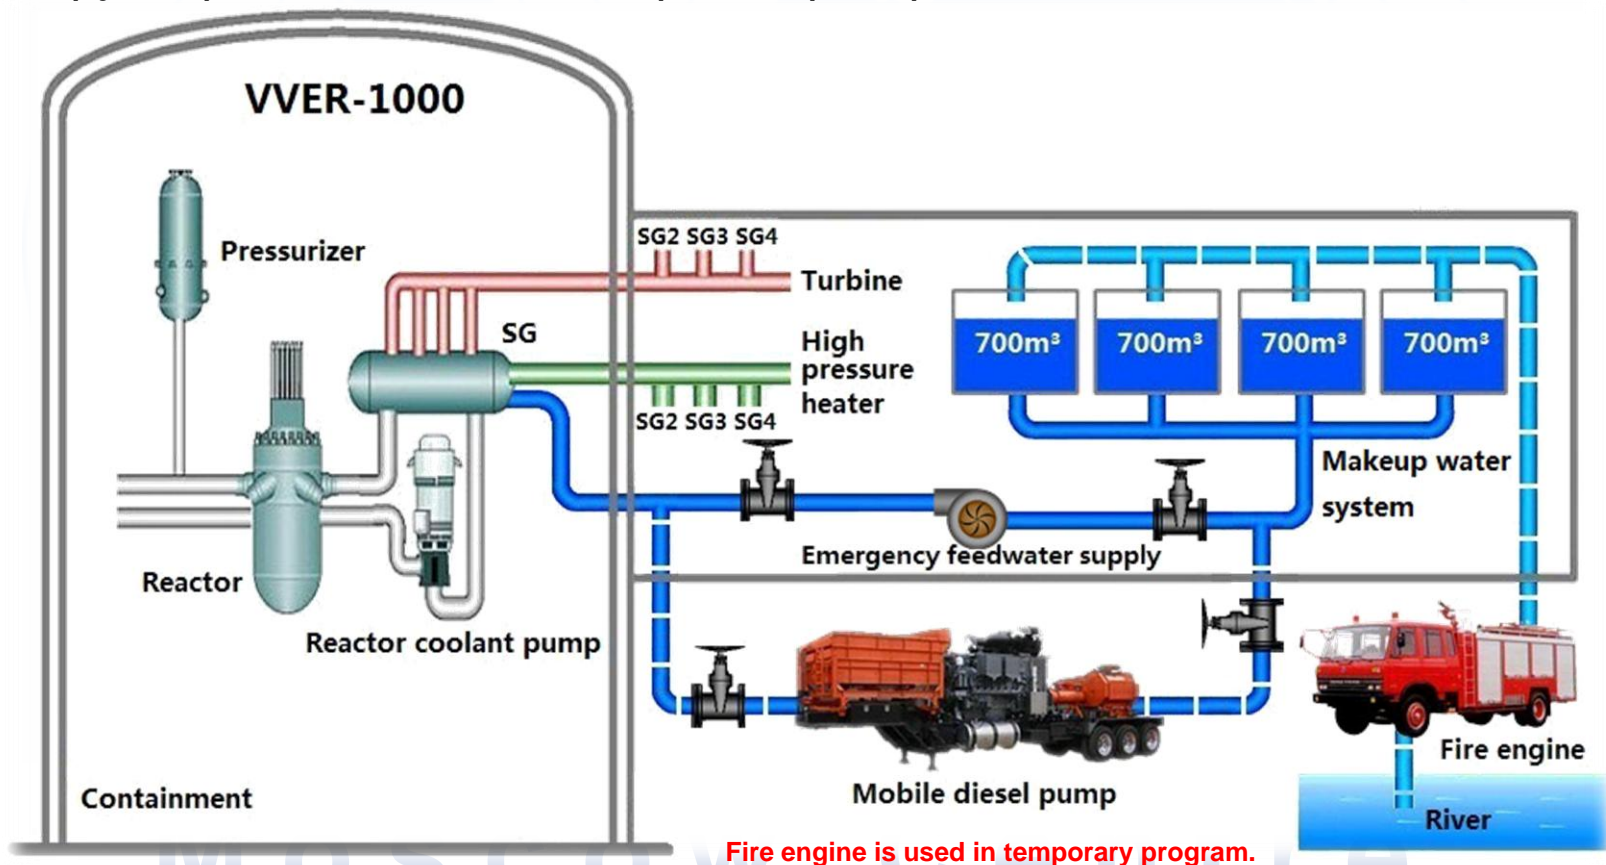 VVER-1000
Pressurizer
SG2 SG3 SG4
Turbine
SG
High
pressure
heater
SG2 SG3 SG4
700m³ 700m³ 700m³ 700m³
Makeup water
system
Emergency feedwater supply
Reactor
Reactor coolant pump
Mobile diesel pump
Fire engine
Containment
River
Fire engine is used in temporary program.